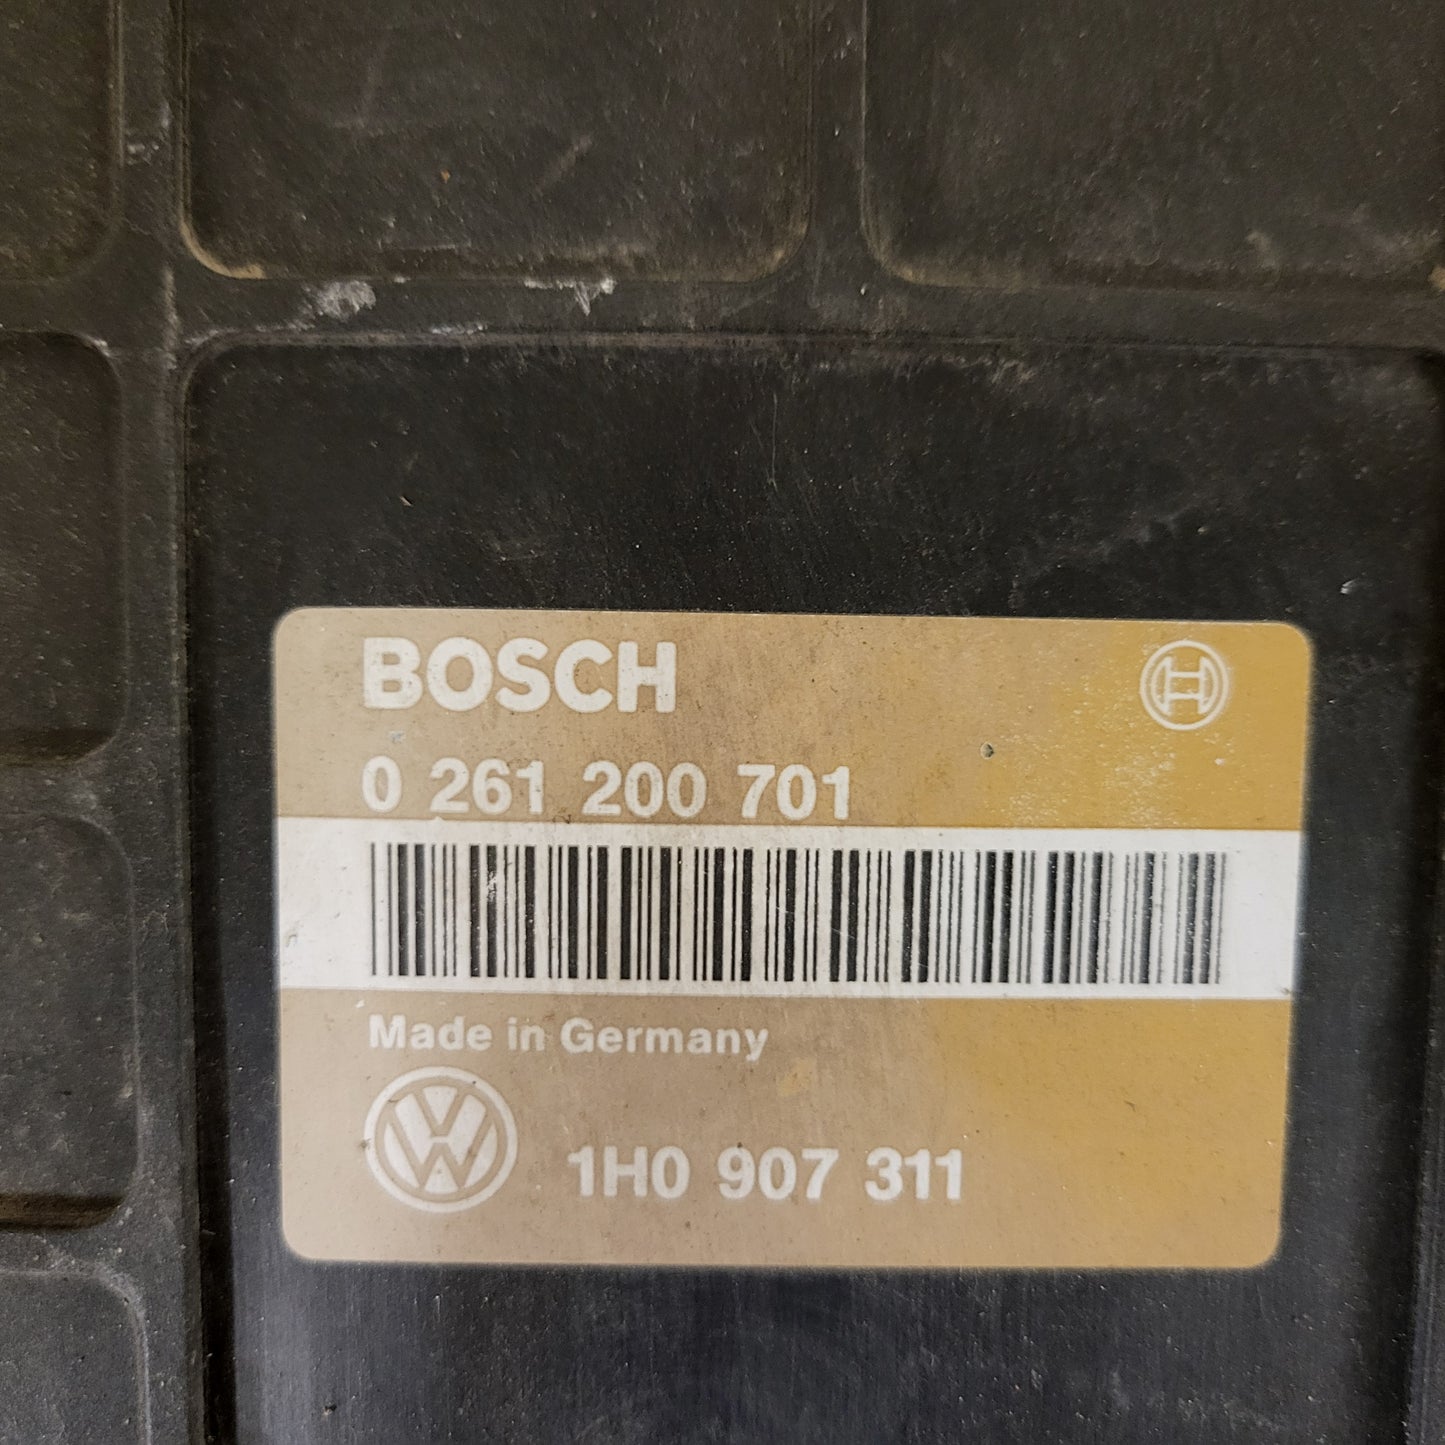 BOSCH
0 261 200 701
Made in Germany
1H0 907 311